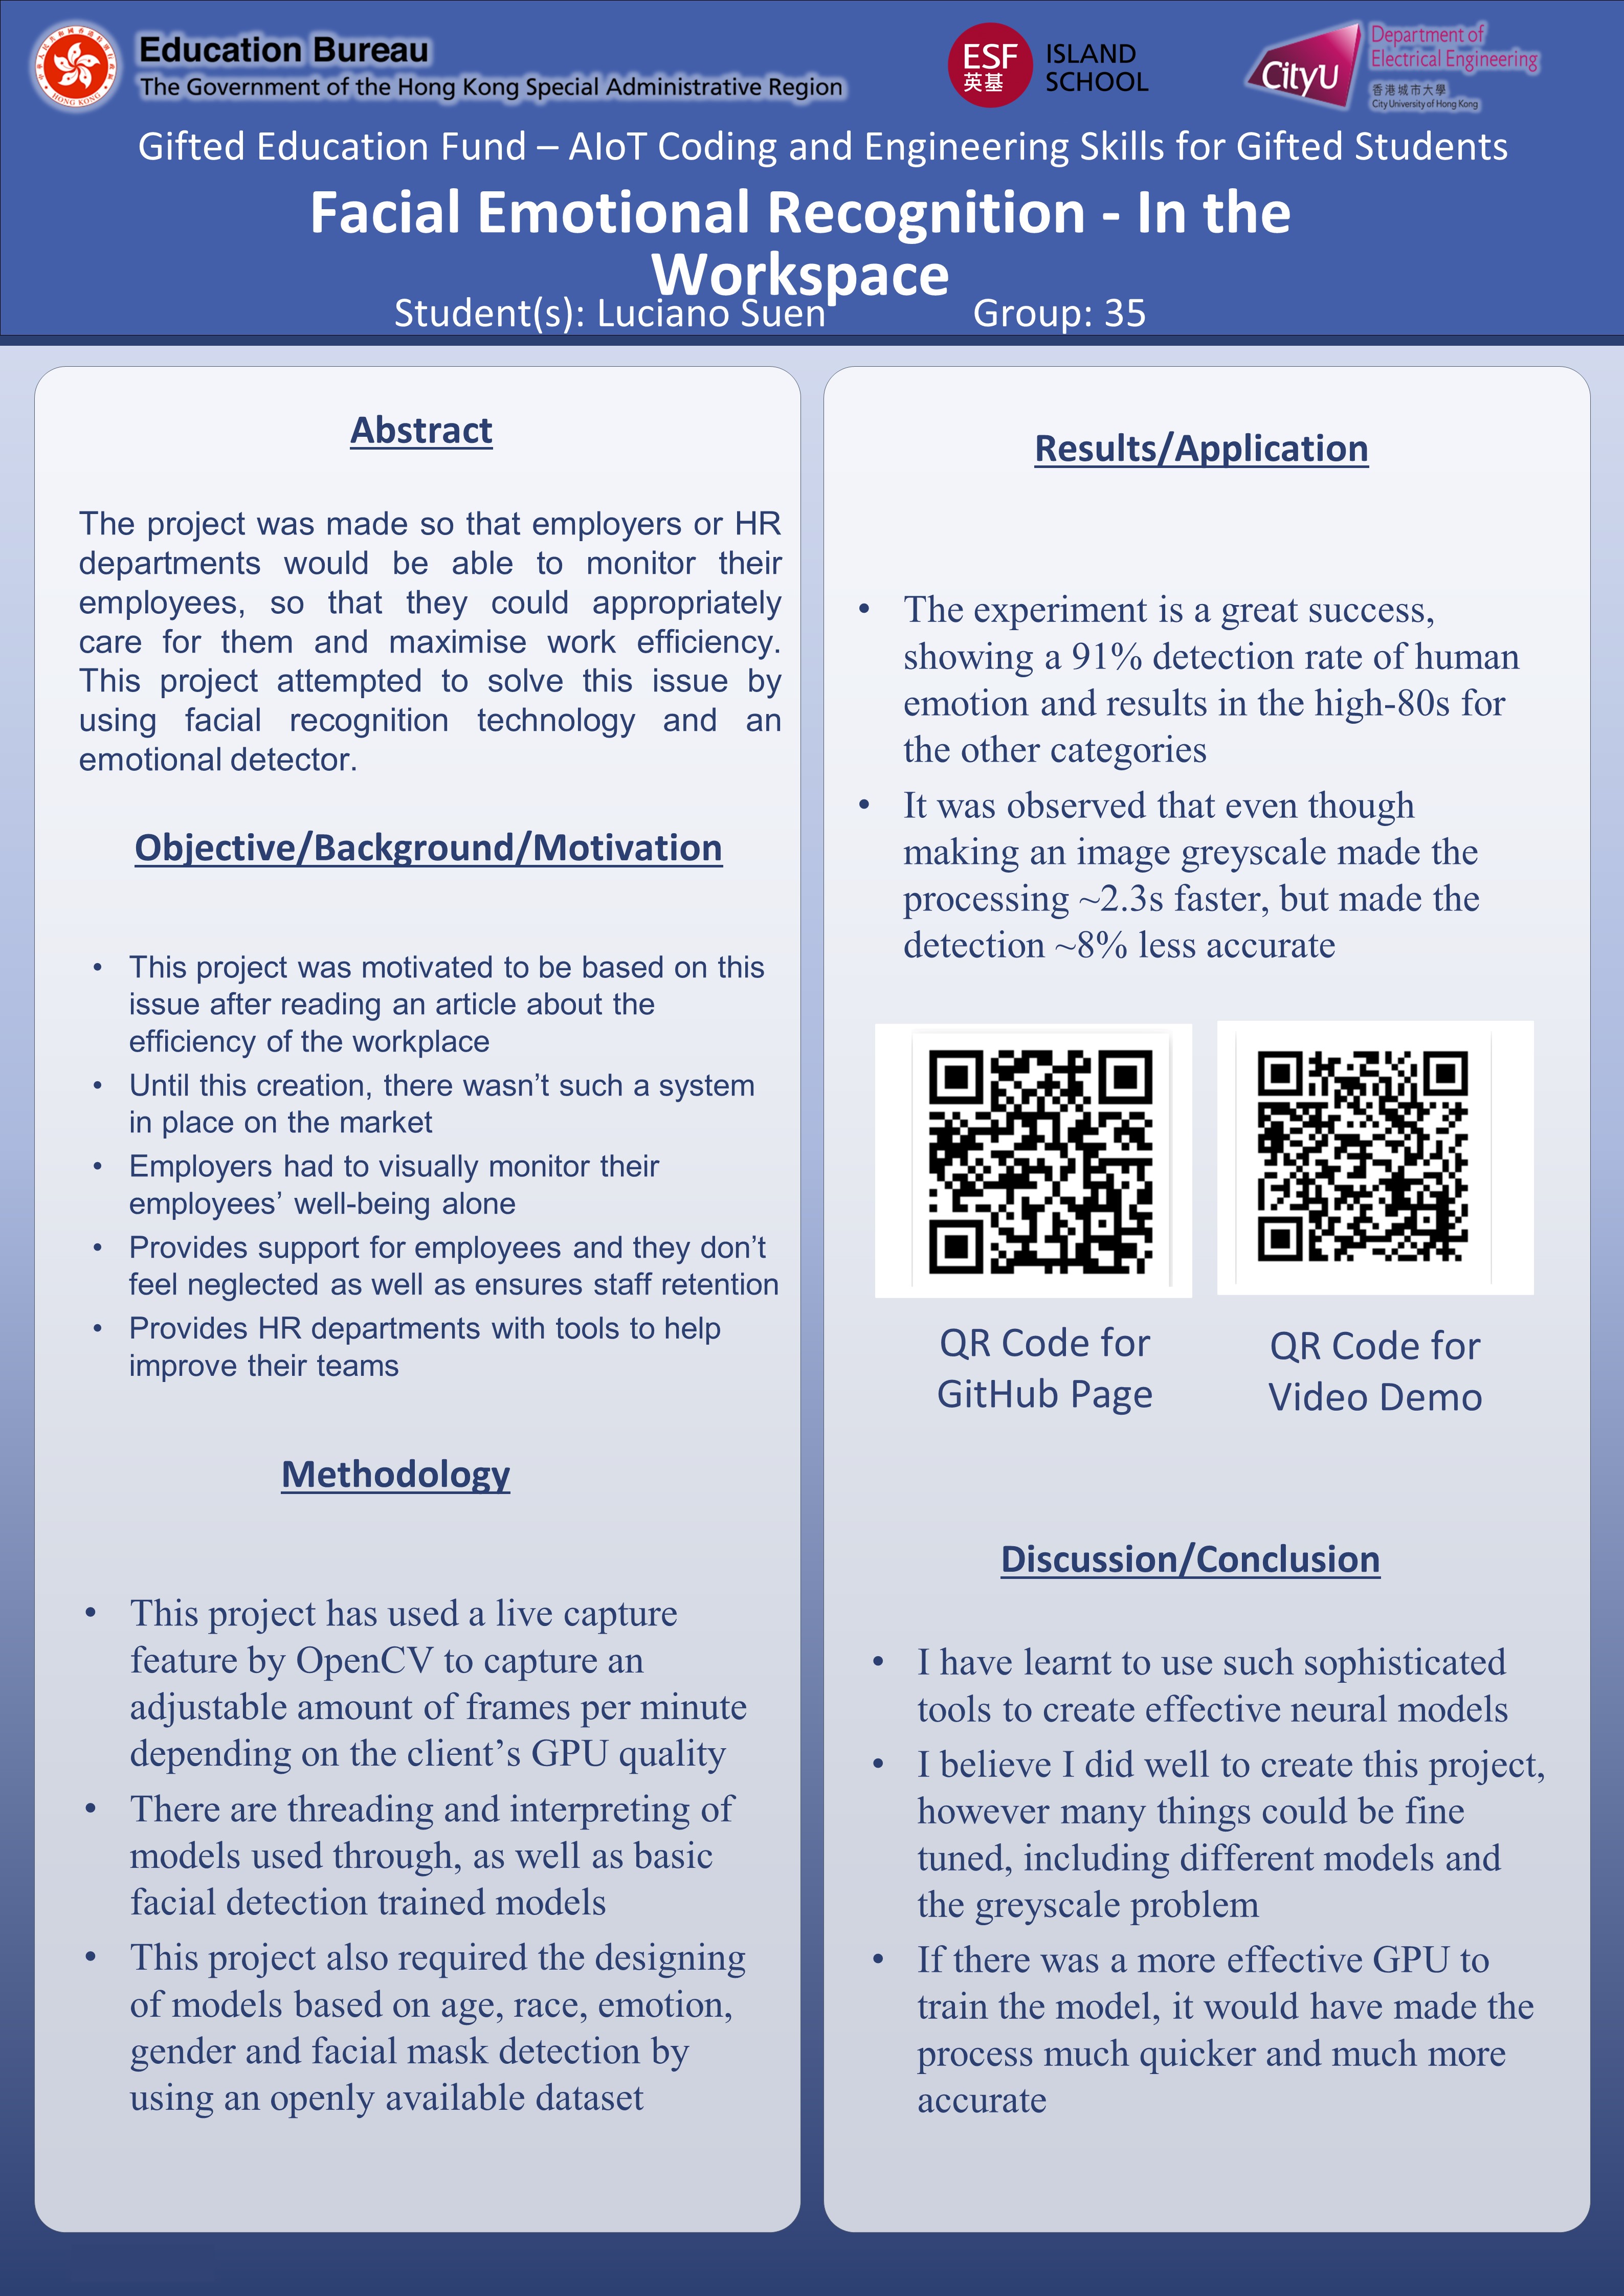 Education Bureau
The Government of the Hong Kong Special Administrative Region
ESF
英基
ISLAND
SCHOOL
CityU
Department of
Electrical Engineering
香港城市大學
City University of Hong Kong
HONG KONG
Gifted Education Fund – AIoT Coding and Engineering Skills for Gifted Students
Facial Emotional Recognition - In the
Workspace
Student(s): Luciano Suen Group: 35
Abstract
The project was made so that employers or HR
departments would be able to monitor their
employees, so that they could appropriately
care for them and maximise work efficiency.
This project attempted to solve this issue by
using facial recognition technology and an
emotional detector.
Objective/Background/Motivation
• This project was motivated to be based on this
issue after reading an article about the
efficiency of the workplace
• Until this creation, there wasn’t such a system
in place on the market
• Employers had to visually monitor their
employees’ well-being alone
• Provides support for employees and they don’t
feel neglected as well as ensures staff retention
• Provides HR departments with tools to help
improve their teams
Methodology
• This project has used a live capture
feature by OpenCV to capture an
adjustable amount of frames per minute
depending on the client’s GPU quality
• There are threading and interpreting of
models used through, as well as basic
facial detection trained models
• This project also required the designing
of models based on age, race, emotion,
gender and facial mask detection by
using an openly available dataset
Results/Application
• The experiment is a great success,
showing a 91% detection rate of human
emotion and results in the high-80s for
the other categories
• It was observed that even though
making an image greyscale made the
processing ~2.3s faster, but made the
detection ~8% less accurate
QR Code for
GitHub Page
QR Code for
Video Demo
Discussion/Conclusion
• I have learnt to use such sophisticated
tools to create effective neural models
• I believe I did well to create this project,
however many things could be fine
tuned, including different models and
the greyscale problem
• If there was a more effective GPU to
train the model, it would have made the
process much quicker and much more
accurate